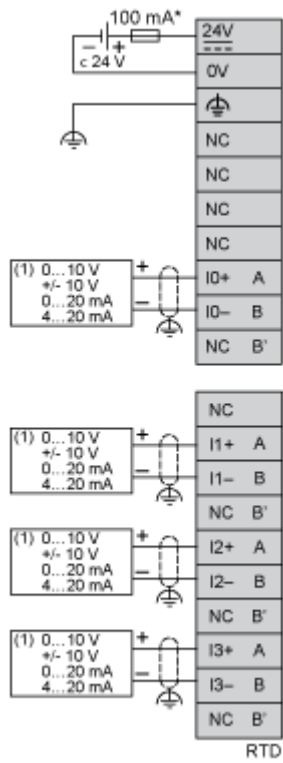 100 mA*
24V
− +
c 24 V
0V
NC
NC
NC
NC
(1) 0...10 V
+/- 10 V
0...20 mA
4...20 mA
+
−
I0+ A
I0− B
NC B'
NC
(1) 0...10 V
+/- 10 V
0...20 mA
4...20 mA
+
−
I1+ A
I1− B
NC B'
(1) 0...10 V
+/- 10 V
0...20 mA
4...20 mA
+
−
I2+ A
I2− B
NC B'
(1) 0...10 V
+/- 10 V
0...20 mA
4...20 mA
+
−
I3+ A
I3− B
NC B'
RTD